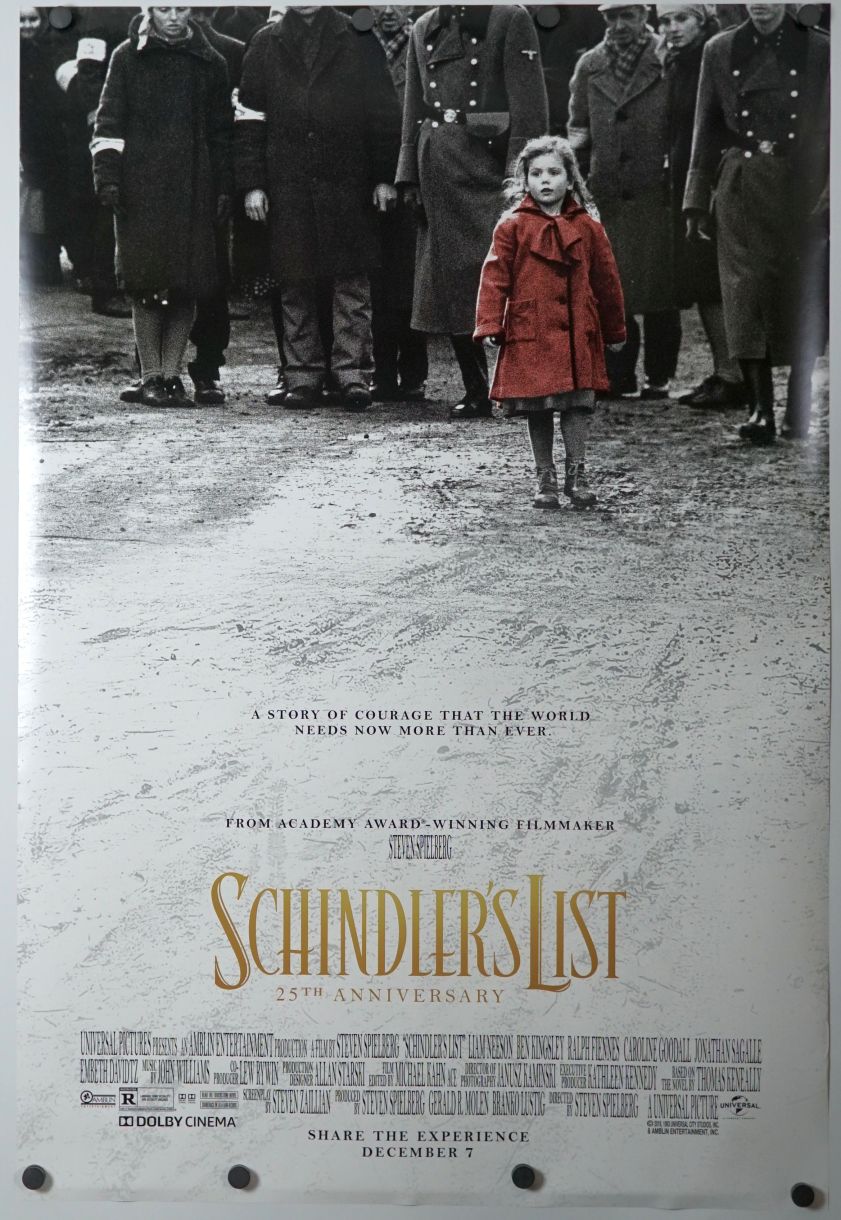 A STORY OF COURAGE THAT THE WORLD
NEEDS NOW MORE THAN EVER.
FROM ACADEMY AWARD®-WINNING FILMMAKER
STEVEN SPIELBERG
SCHINDLER'S LIST
25TH ANNIVERSARY
UNIVERSAL PICTURES PRESENTS AN AMBLIN ENTERTAINMENT PRODUCTION A FILM BY STEVEN SPIELBERG "SCHINDLER'S LIST" LIAM NEESON BEN KINGSLEY RALPH FIENNES CAROLINE GOODALL JONATHAN SAGALLE
EMBETH DAVIDTZ MUSIC BY JOHN WILLIAMS CO-PRODUCER LEW RYWIN PRODUCTION DESIGNER ALLAN STARSKI FILM EDITED BY MICHAEL KAHN ACE DIRECTOR OF PHOTOGRAPHY JANUSZ KAMINSKI EXECUTIVE PRODUCER KATHLEEN KENNEDY BASED ON THE NOVEL BY THOMAS KENEALLY
AMBLIN R SCREENPLAY BY STEVEN ZAILLIAN PRODUCED BY STEVEN SPIELBERG GERALD R. MOLEN BRANKO LUSTIG DIRECTED BY STEVEN SPIELBERG A UNIVERSAL PICTURE UNIVERSAL
& AMBLIN ENTERTAINMENT, INC.
DOLBY CINEMA™
SHARE THE EXPERIENCE
DECEMBER 7